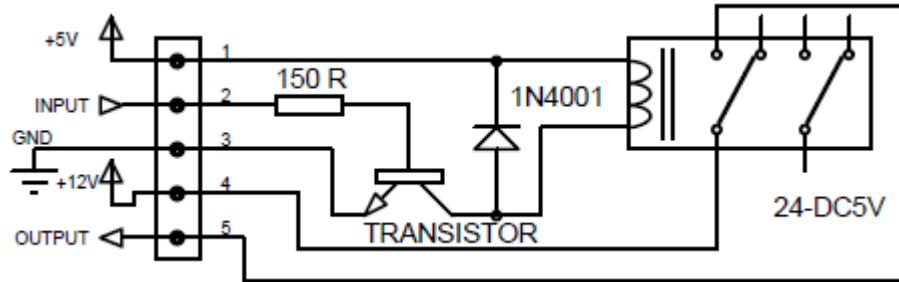 +5V
1
150 R
INPUT
2
1N4001
GND
3
+12V
4
24-DC5V
OUTPUT
5
TRANSISTOR